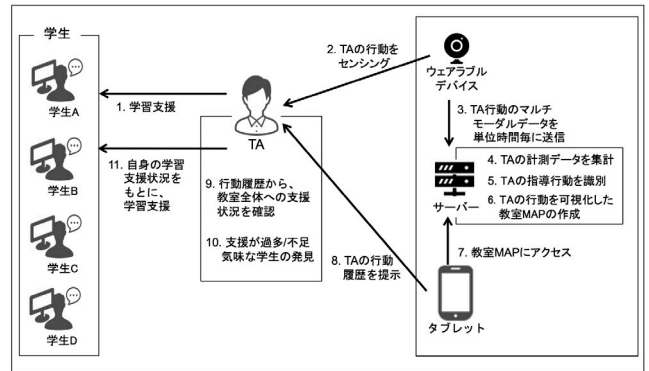 学生
学生A
学生B
学生C
学生D
1. 学習支援
11. 自身の学習
支援状況を
もとに、
学習支援
TA
9. 行動履歴から、
教室全体への支援
状況を確認
10. 支援が過多/不足
気味な学生の発見
2. TAの行動を
センシング
8. TAの行動
履歴を提示
ウェアラブル
デバイス
3. TA行動のマルチ
モーダルデータを
単位時間毎に送信
サーバー
4. TAの計測データを集計
5. TAの指導行動を識別
6. TAの行動を可視化した
教室MAPの作成
7. 教室MAPにアクセス
タブレット